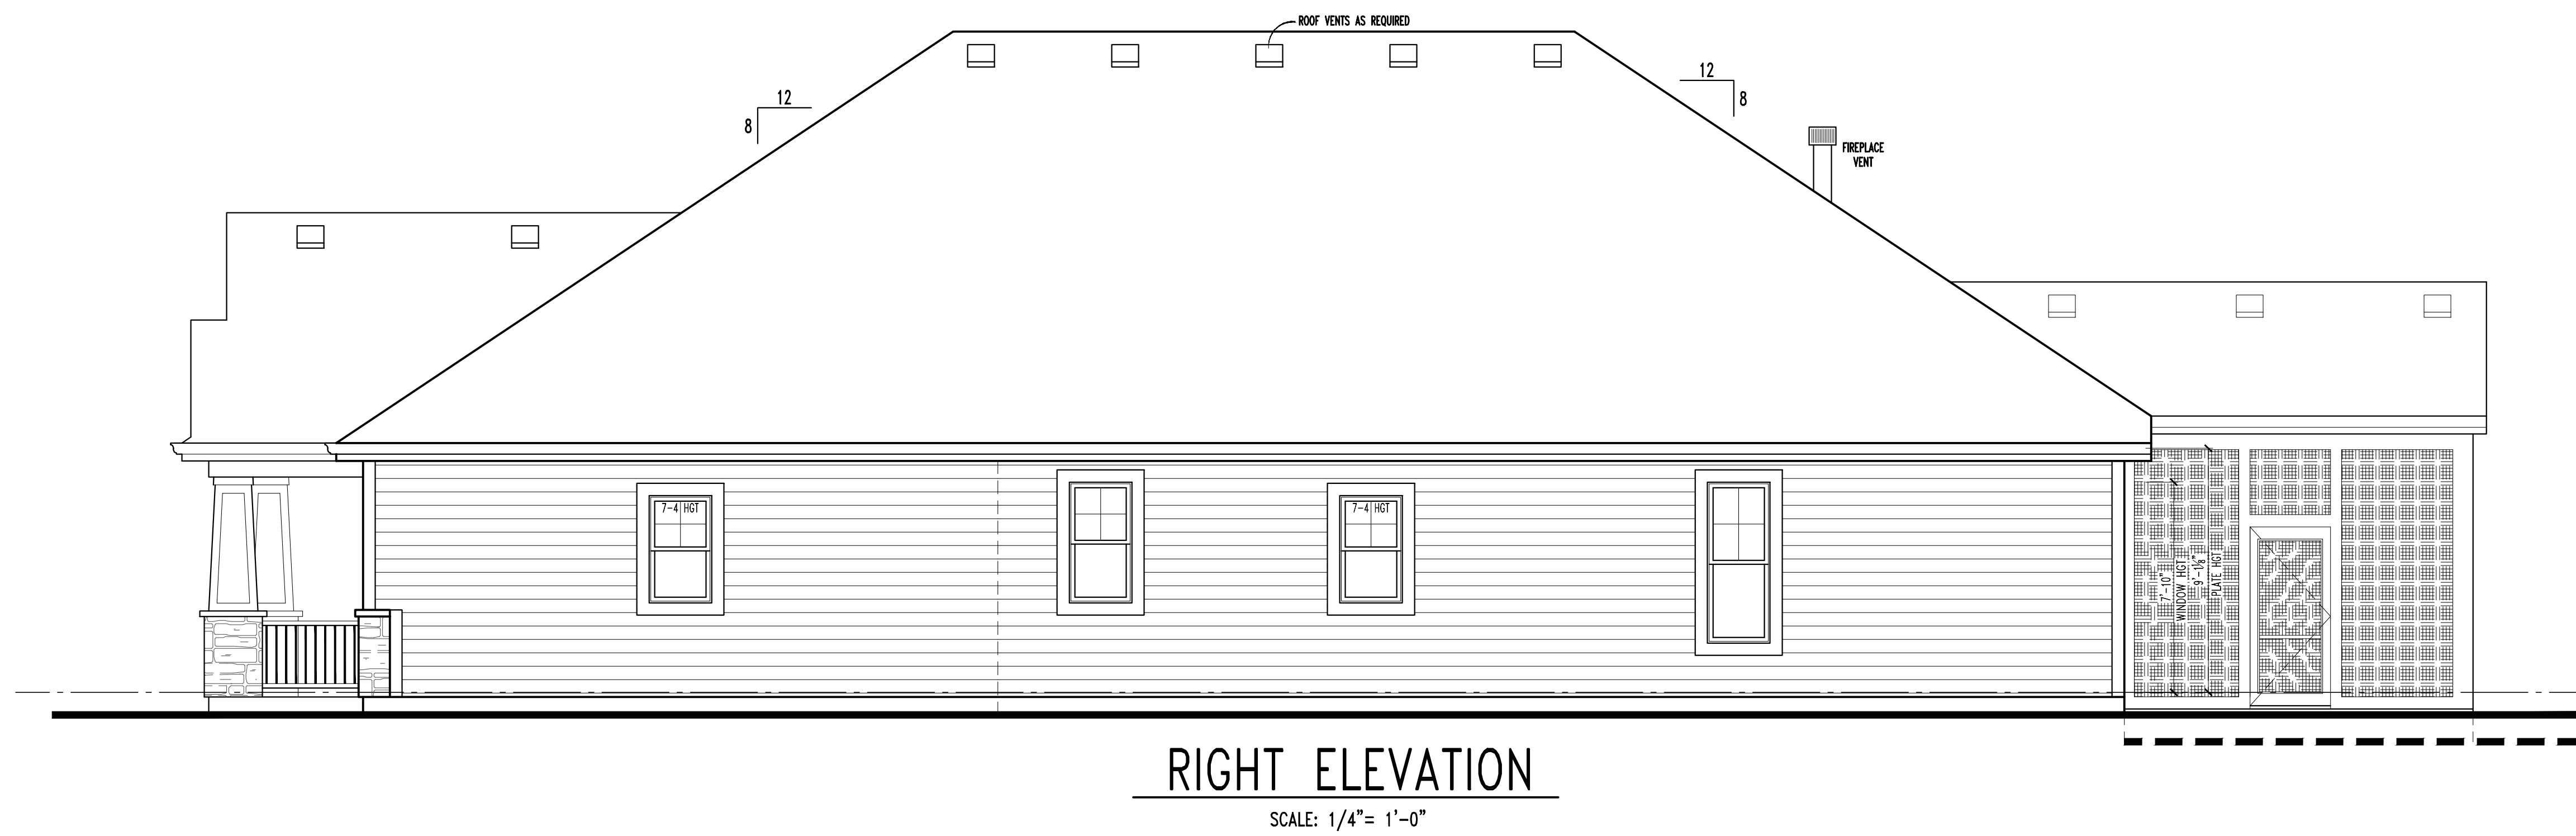 ROOF VENTS AS REQUIRED
12
8
12
8
FIREPLACE
VENT
7-4 HGT
7-4 HGT
7'-10"
WINDOW HGT
9'-1⅛"
PLATE HGT
RIGHT ELEVATION
SCALE: 1/4"= 1'-0"